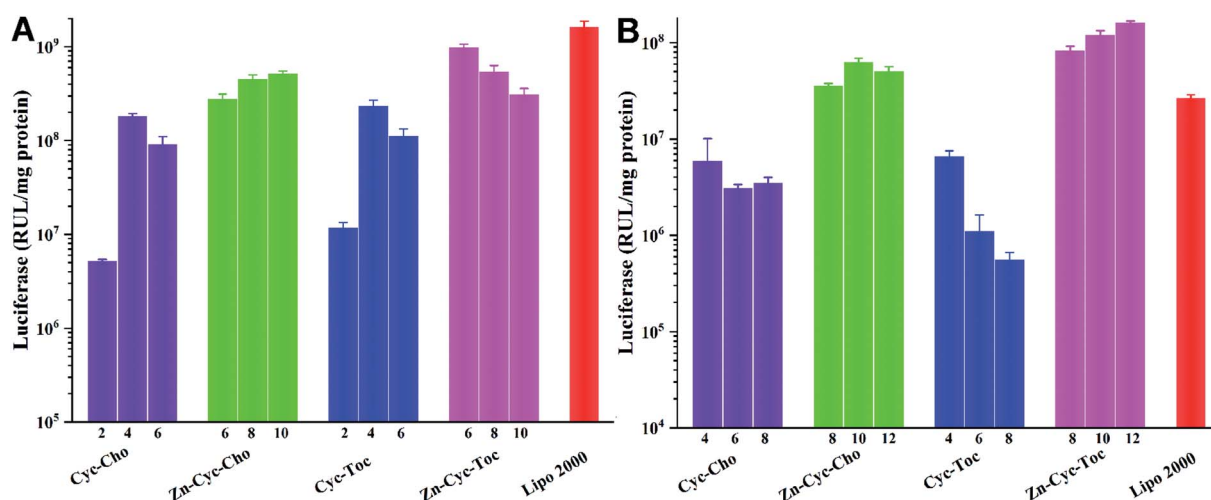 A
Luciferase (RUL/mg protein)
10⁹
10⁸
10⁷
10⁶
10⁵
2 4 6 6 8 10 2 4 6 6 8 10
Cyc-Cho Zn-Cyc-Cho Cyc-Toc Zn-Cyc-Toc Lipo 2000
B
Luciferase (RUL/mg protein)
10⁸
10⁷
10⁶
10⁵
10⁴
4 6 8 8 10 12 4 6 8 8 10 12
Cyc-Cho Zn-Cyc-Cho Cyc-Toc Zn-Cyc-Toc Lipo 2000